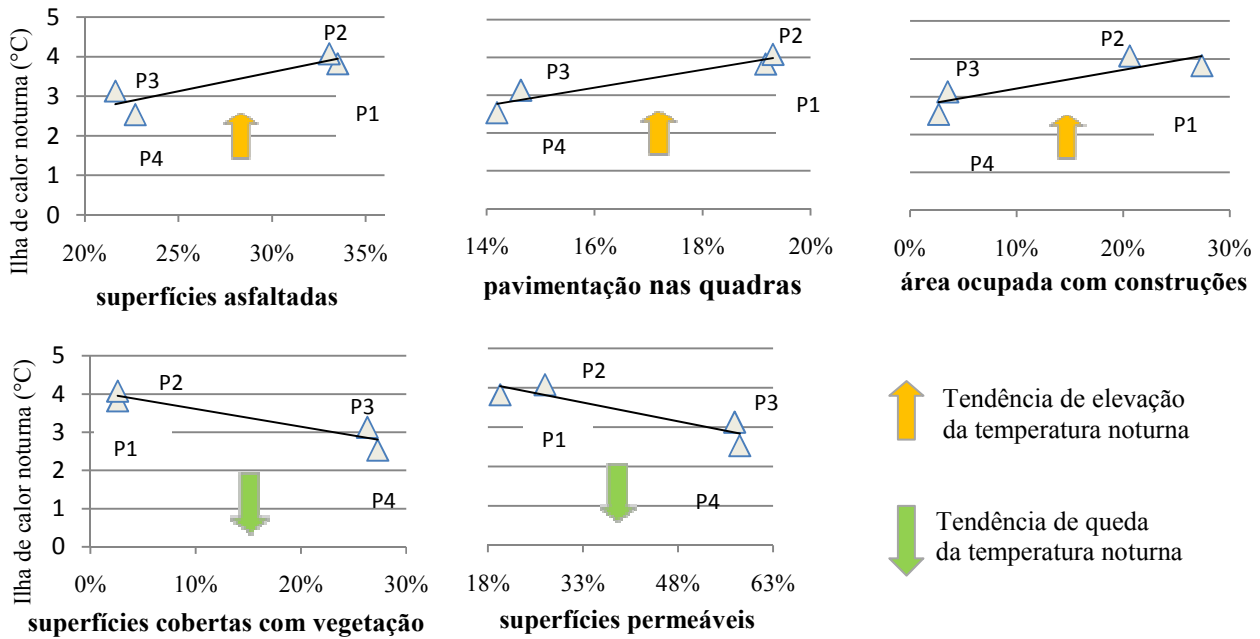 Ilha de calor noturna (°C)
5
4
3
2
1
0
P3
P4
P2
P1
20%
25%
30%
35%
superfícies asfaltadas
P3
P4
P2
P1
14%
16%
18%
20%
pavimentação nas quadras
P3
P4
P2
P1
0%
10%
20%
30%
área ocupada com construções
Ilha de calor noturna (°C)
5
4
3
2
1
0
P2
P1
P3
P4
0%
10%
20%
30%
superfícies cobertas com vegetação
P2
P1
P3
P4
18%
33%
48%
63%
superfícies permeáveis
Tendência de elevação
da temperatura noturna
Tendência de queda
da temperatura noturna